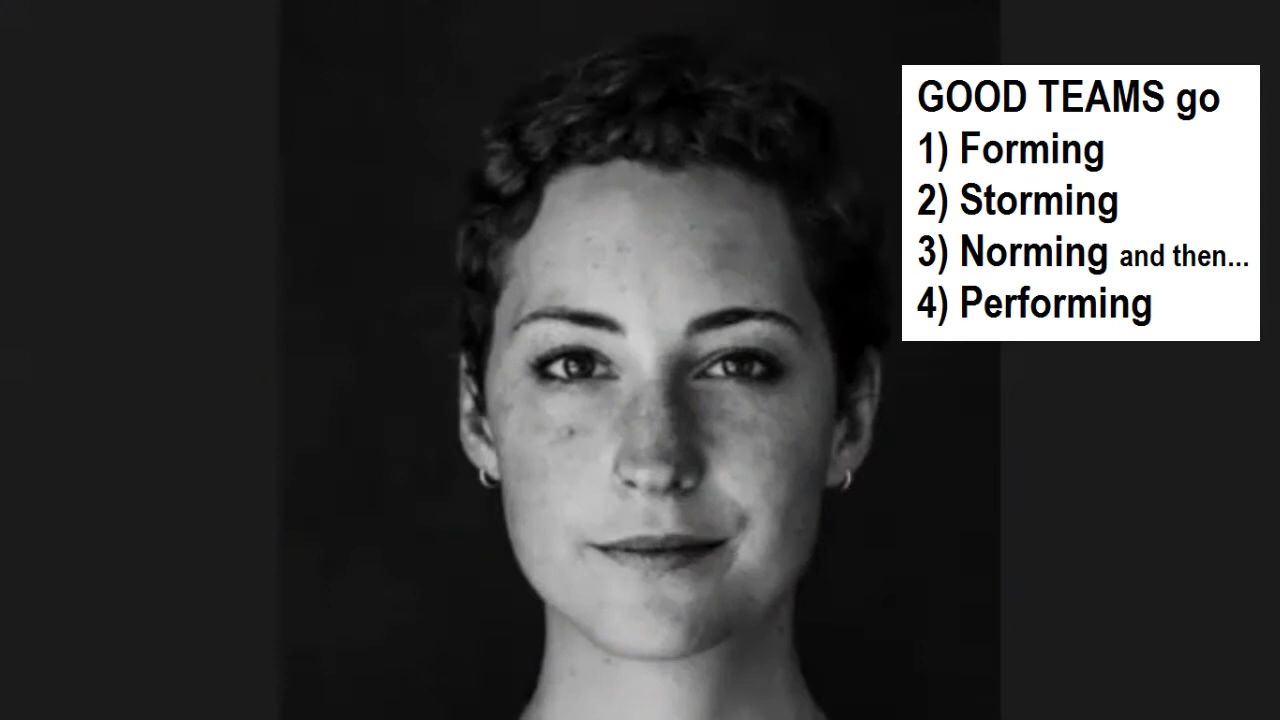 GOOD TEAMS go
1) Forming
2) Storming
3) Norming and then...
4) Performing